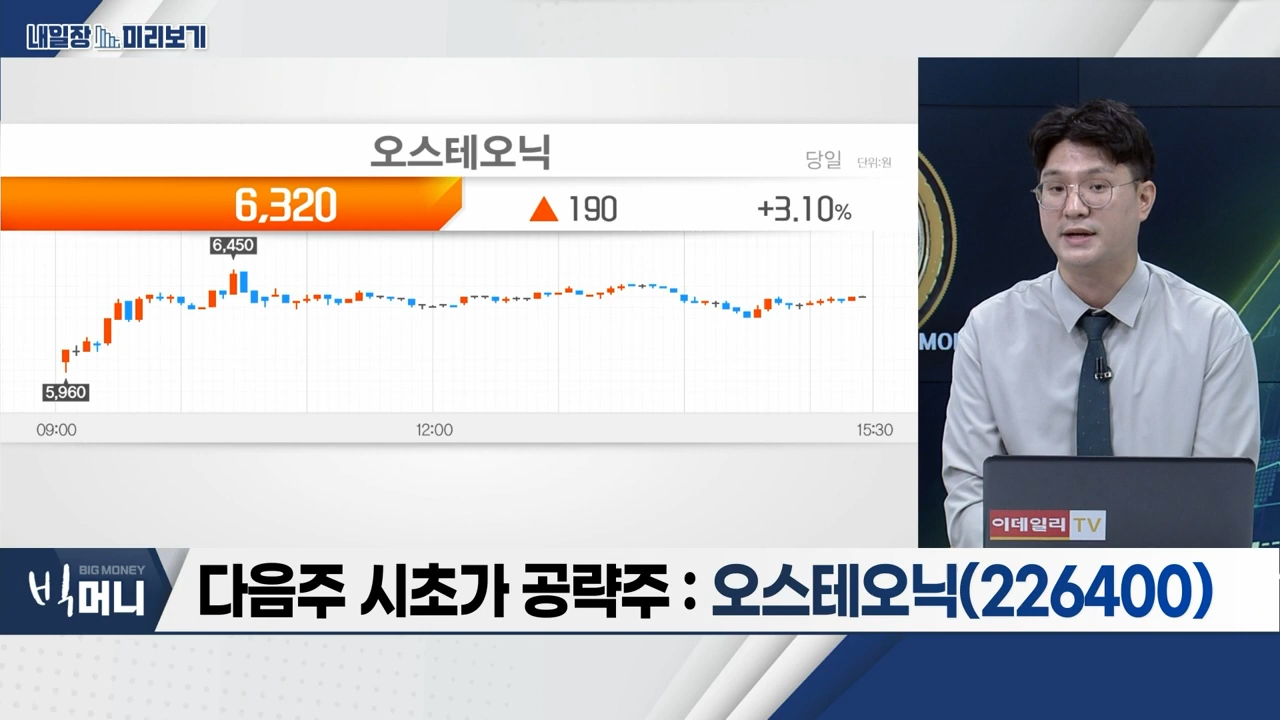 내일장 미리보기
오스테오닉
당일 단위:원
6,320 ▲ 190 +3.10%
6,450
5,960
09:00 12:00 15:30
MO
이데일리 TV
BIG MONEY
빅머니
다음주 시초가 공략주 : 오스테오닉(226400)